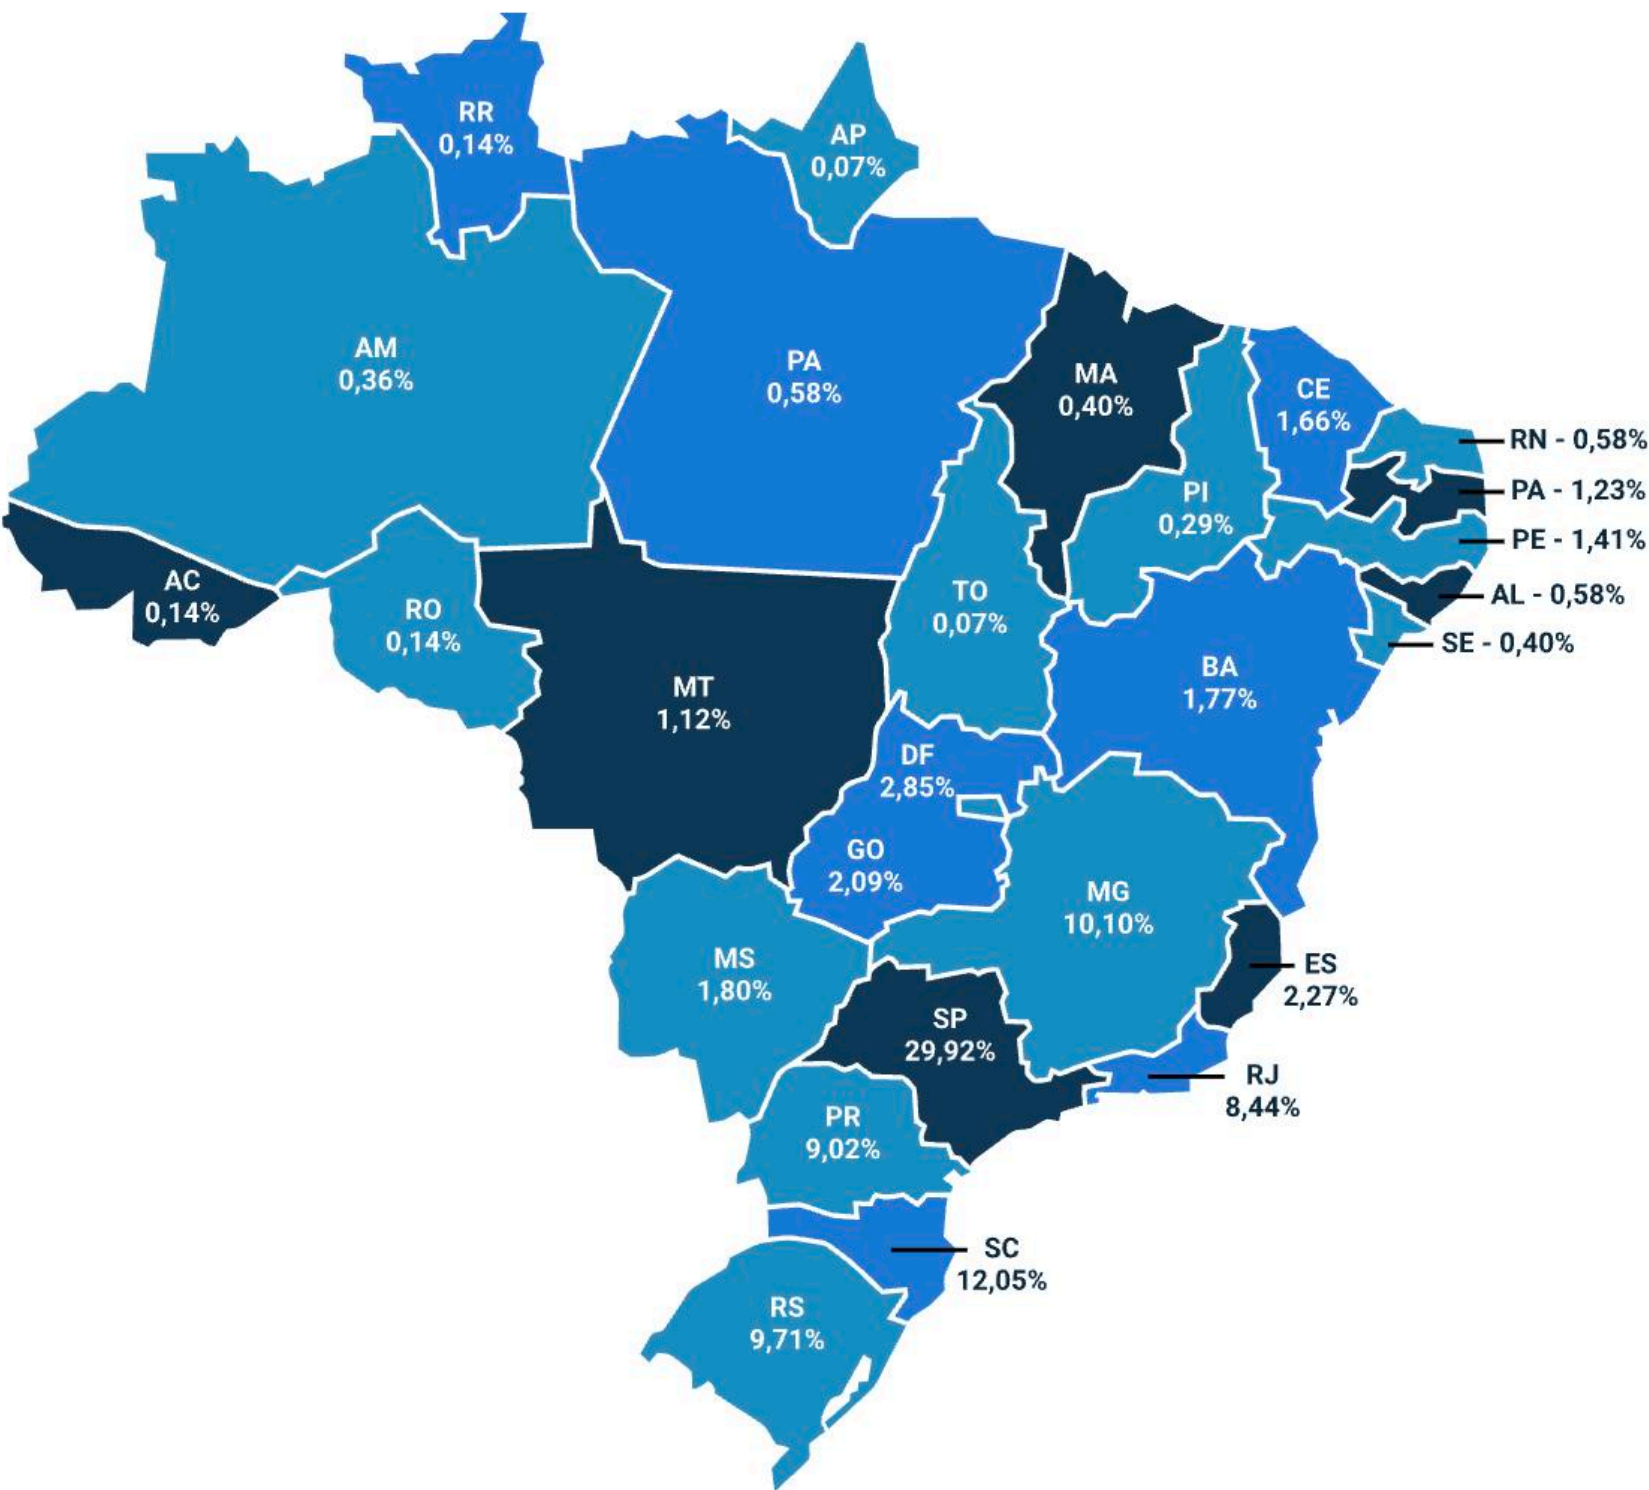 RR
0,14%
AP
0,07%
AM
0,36%
PA
0,58%
MA
0,40%
CE
1,66%
RN - 0,58%
PI
0,29%
PA - 1,23%
PE - 1,41%
AC
0,14%
RO
0,14%
TO
0,07%
AL - 0,58%
SE - 0,40%
MT
1,12%
BA
1,77%
DF
2,85%
GO
2,09%
MG
10,10%
MS
1,80%
ES
2,27%
SP
29,92%
RJ
8,44%
PR
9,02%
SC
12,05%
RS
9,71%